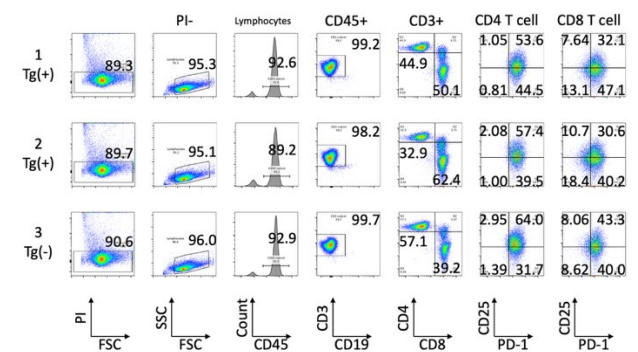 PI- Lymphocytes CD45+ CD3+ CD4 T cell CD8 T cell
1 Tg(+) 89.3 95.3 92.6 99.2 44.9 50.1 1.05 53.6 0.81 44.5 7.64 32.1 13.1 47.1
2 Tg(+) 89.7 95.1 89.2 98.2 32.9 62.4 2.08 57.4 1.00 39.5 10.7 30.6 18.4 40.2
3 Tg(-) 90.6 96.0 92.9 99.7 57.1 39.2 2.95 64.0 1.39 31.7 8.06 43.3 8.62 40.0
PI SSC Count CD3 CD4 CD25 CD25
FSC FSC CD45 CD19 CD8 PD-1 PD-1